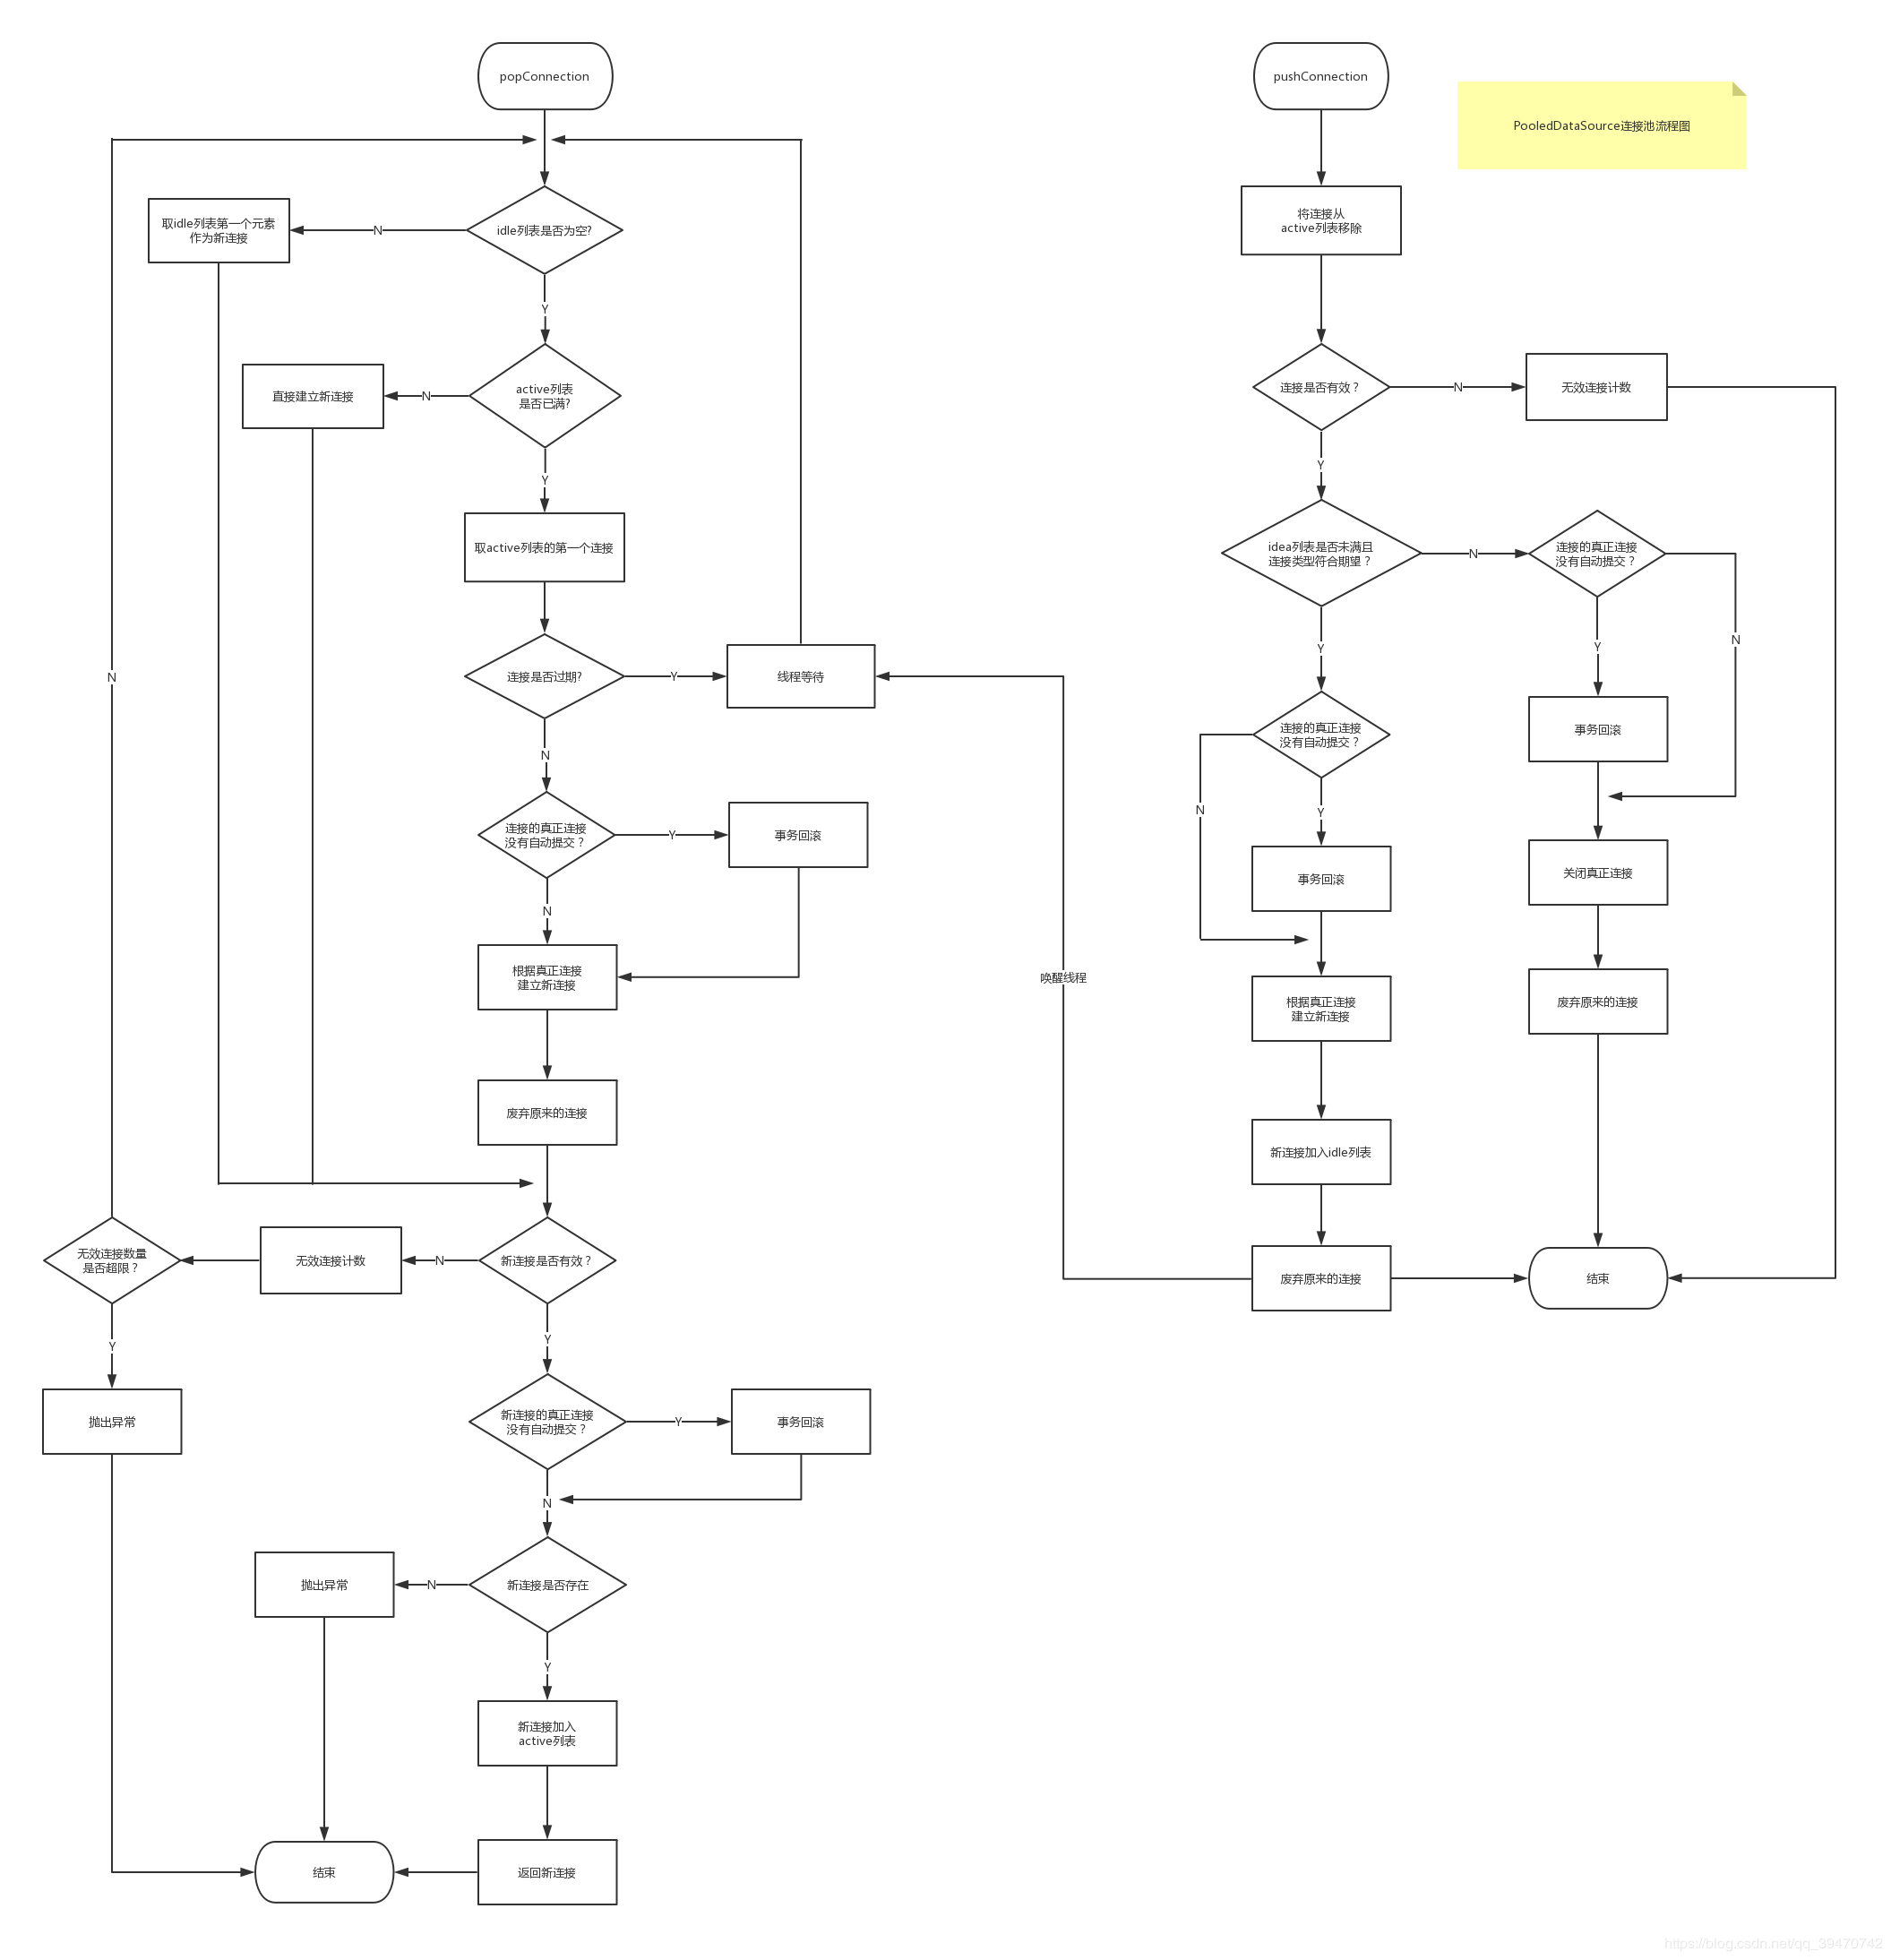 popConnection
idle列表是否为空?
N
取idle列表第一个元素
作为新连接
Y
active列表
是否已满?
N
直接建立新连接
Y
取active列表的第一个连接
连接是否过期?
Y
线程等待
N
连接的真正连接
没有自动提交？
Y
事务回滚
N
根据真正连接
建立新连接
废弃原来的连接
新连接是否有效？
N
无效连接计数
无效连接数量
是否超限？
N
Y
抛出异常
Y
新连接的真正连接
没有自动提交？
Y
事务回滚
N
新连接是否存在
N
抛出异常
Y
新连接加入
active列表
返回新连接
结束
pushConnection
PooledDataSource连接池流程图
将连接从
active列表移除
连接是否有效？
N
无效连接计数
Y
idea列表是否未满且
连接类型符合期望？
N
连接的真正连接
没有自动提交？
N
Y
事务回滚
关闭真正连接
废弃原来的连接
Y
连接的真正连接
没有自动提交？
N
Y
事务回滚
根据真正连接
建立新连接
新连接加入idle列表
废弃原来的连接
唤醒线程
结束
https://blog.csdn.net/qq_39470742